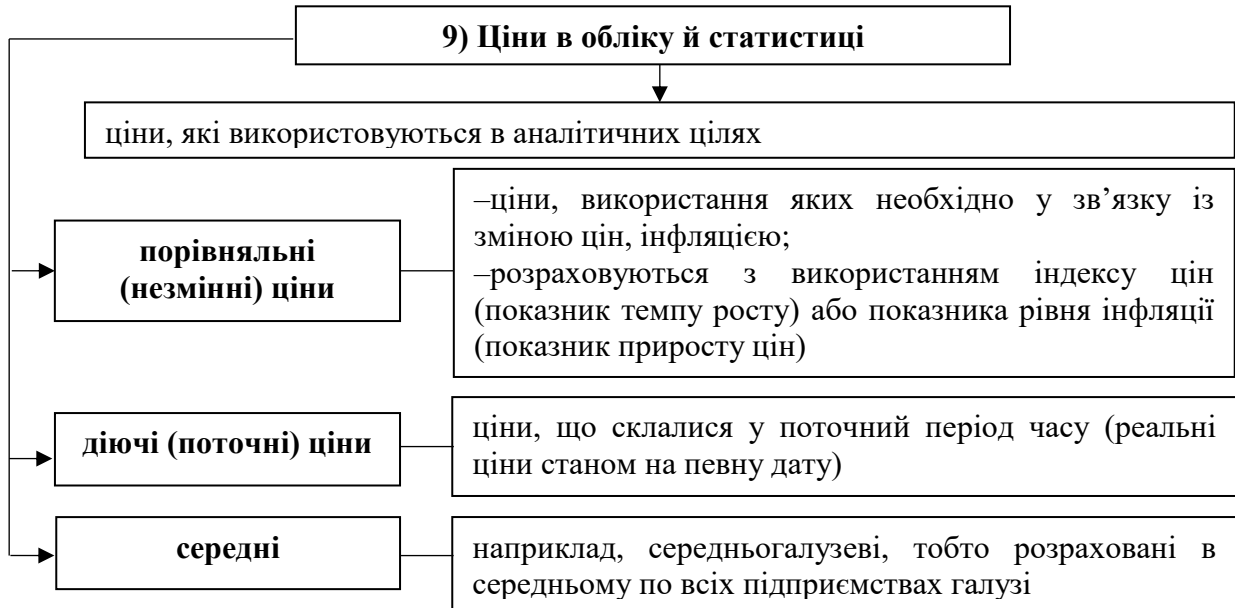 9) Ціни в обліку й статистиці
ціни, які використовуються в аналітичних цілях
порівняльні
(незмінні) ціни
–ціни, використання яких необхідно у зв’язку із
зміною цін, інфляцією;
–розраховуються з використанням індексу цін
(показник темпу росту) або показника рівня інфляції
(показник приросту цін)
діючі (поточні) ціни
ціни, що склалися у поточний період часу (реальні
ціни станом на певну дату)
середні
наприклад, середньогалузеві, тобто розраховані в
середньому по всіх підприємствах галузі